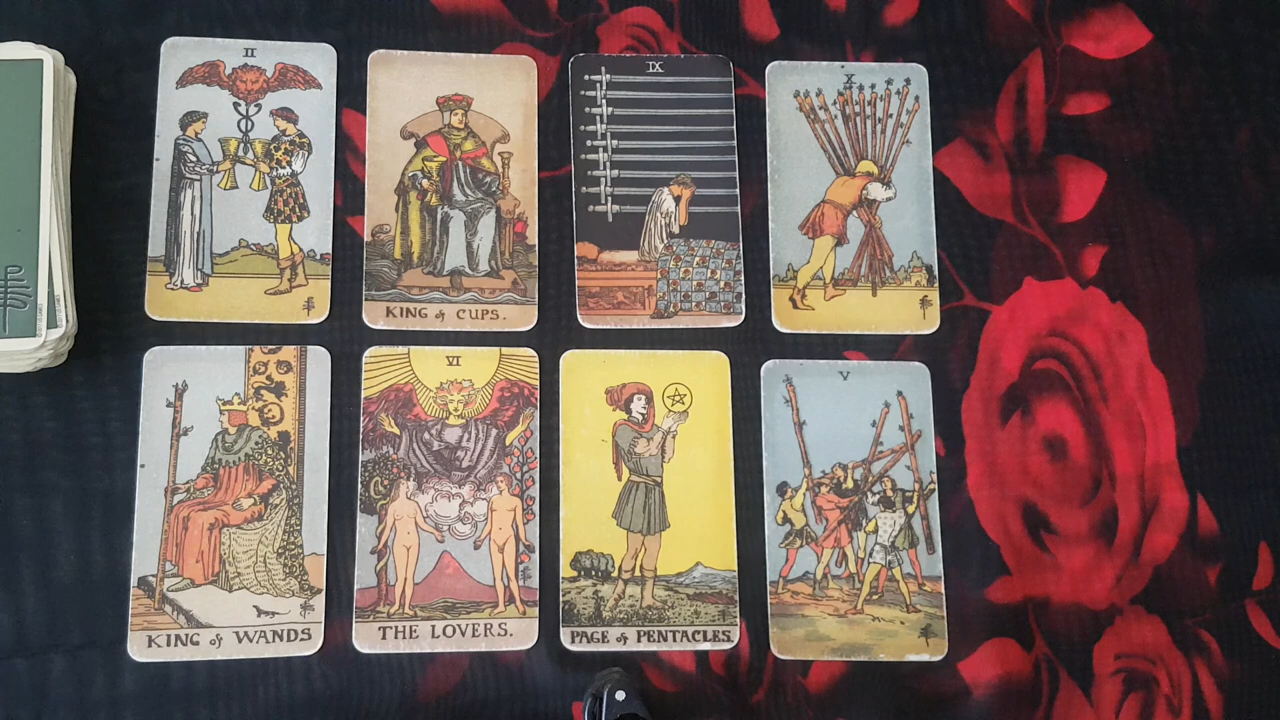 II
KING of CUPS.
IX
X
KING of WANDS
VI
THE LOVERS.
PAGE of PENTACLES.
V